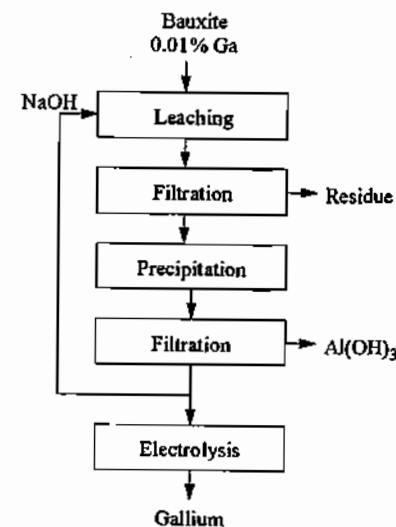 Bauxite
0.01% Ga
NaOH
Leaching
Filtration
Residue
Precipitation
Filtration
Al(OH)3
Electrolysis
Gallium